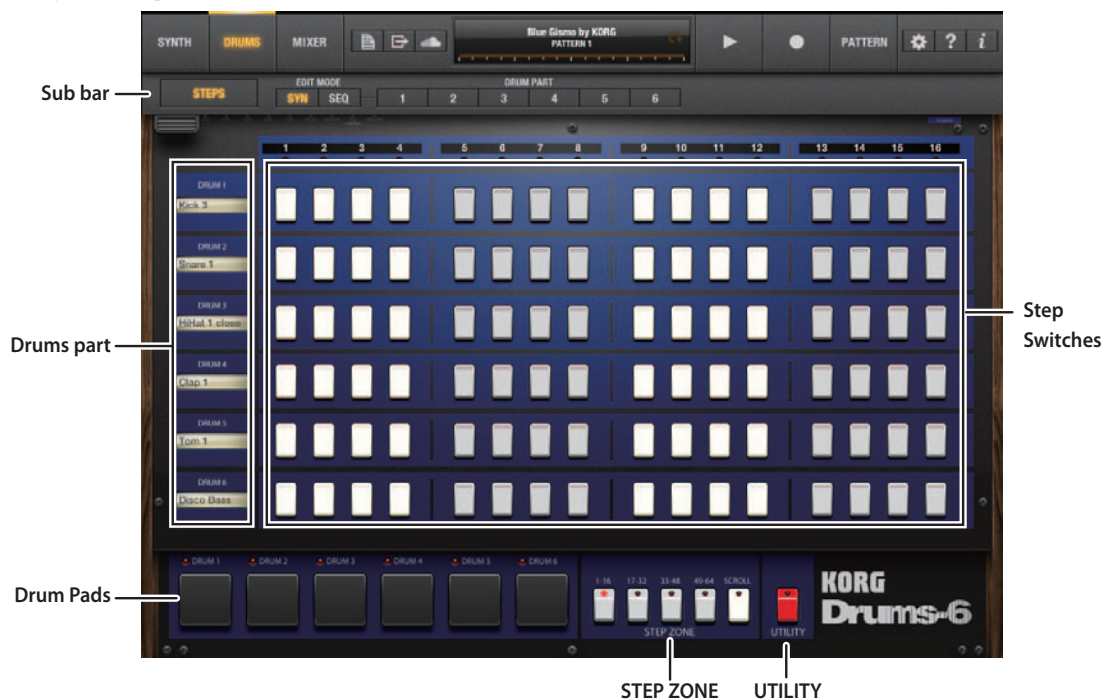 Blue Gismo by KORG
SYNTH DRUMS MIXER PATTERN 1 PATTERN ? i
Sub bar
EDIT MODE DRUM PART
STEPS SYN SEQ 1 2 3 4 5 6
1 2 3 4 5 6 7 8 9 10 11 12 13 14 15 16
DRUM 1
Kick 3
DRUM 2
Snare 1
DRUM 3
HiHat 1 close
Step
Switches
Drums part
DRUM 4
Clap 1
DRUM 5
Tom 1
DRUM 6
Disco Bass
DRUM 1 DRUM 2 DRUM 3 DRUM 4 DRUM 5 DRUM 6
1-16 17-32 33-48 49-64 SCROLL
Drum Pads
KORG
Drums-6
STEP ZONE UTILITY
STEP ZONE UTILITY